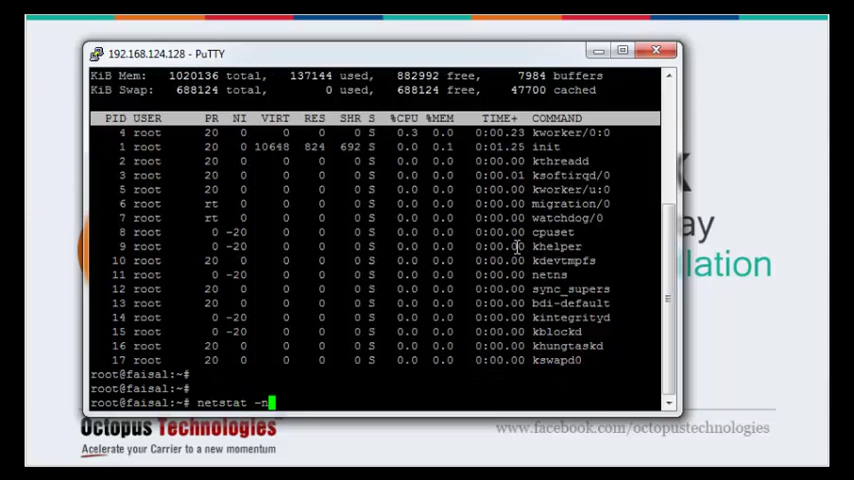 192.168.124.128 - PuTTY
KiB Mem: 1020136 total, 137144 used, 882992 free, 7984 buffers
KiB Swap: 688124 total, 0 used, 688124 free, 47700 cached
PID USER PR NI VIRT RES SHR S %CPU %MEM TIME+ COMMAND
4 root 20 0 0 0 0 S 0.3 0.0 0:00.23 kworker/0:0
1 root 20 0 10648 824 692 S 0.0 0.1 0:01.25 init
2 root 20 0 0 0 0 S 0.0 0.0 0:00.00 kthreadd
3 root 20 0 0 0 0 S 0.0 0.0 0:00.01 ksoftirqd/0
5 root 20 0 0 0 0 S 0.0 0.0 0:00.00 kworker/u:0
6 root rt 0 0 0 0 S 0.0 0.0 0:00.00 migration/0
7 root rt 0 0 0 0 S 0.0 0.0 0:00.00 watchdog/0
8 root 0 -20 0 0 0 S 0.0 0.0 0:00.00 cpuset
9 root 0 -20 0 0 0 S 0.0 0.0 0:00.00 khelper
10 root 20 0 0 0 0 S 0.0 0.0 0:00.00 kdevtmpfs
11 root 0 -20 0 0 0 S 0.0 0.0 0:00.00 netns
12 root 20 0 0 0 0 S 0.0 0.0 0:00.00 sync_supers
13 root 20 0 0 0 0 S 0.0 0.0 0:00.00 bdi-default
14 root 0 -20 0 0 0 S 0.0 0.0 0:00.00 kintegrityd
15 root 0 -20 0 0 0 S 0.0 0.0 0:00.00 kblockd
16 root 20 0 0 0 0 S 0.0 0.0 0:00.00 khungtaskd
17 root 20 0 0 0 0 S 0.0 0.0 0:00.00 kswapd0
root@faisal:~#
root@faisal:~#
root@faisal:~# netstat -n
Octopus Technologies
Acelerate your Carrier to a new momentum
www.facebook.com/octopustechnologies